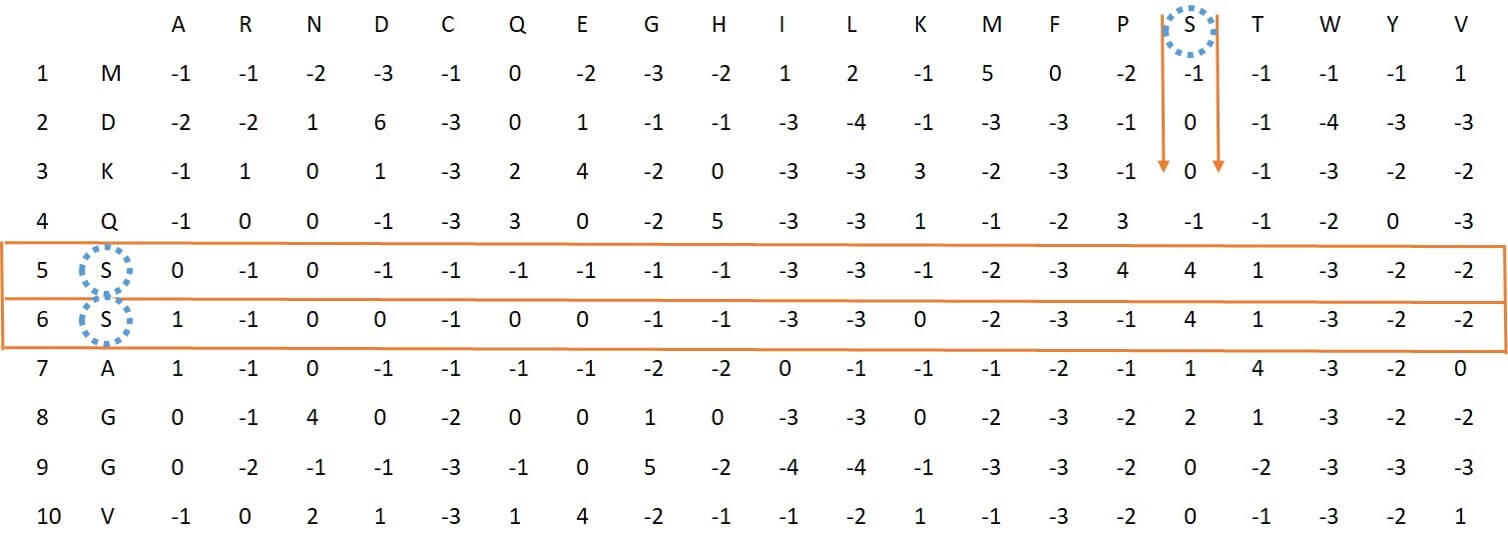 A R N D C Q E G H I L K M F P S T W Y V
1 M -1 -1 -2 -3 -1 0 -2 -3 -2 1 2 -1 5 0 -2 -1 -1 -1 -1 1
2 D -2 -2 1 6 -3 0 1 -1 -1 -3 -4 -1 -3 -3 -1 0 -1 -4 -3 -3
3 K -1 1 0 1 -3 2 4 -2 0 -3 -3 3 -2 -3 -1 0 -1 -3 -2 -2
4 Q -1 0 0 -1 -3 3 0 -2 5 -3 -3 1 -1 -2 3 -1 -1 -2 0 -3
5 S 0 -1 0 -1 -1 -1 -1 -1 -1 -3 -3 -1 -2 -3 4 4 1 -3 -2 -2
6 S 1 -1 0 0 -1 0 0 -1 -1 -3 -3 0 -2 -3 -1 4 1 -3 -2 -2
7 A 1 -1 0 -1 -1 -1 -1 -2 -2 0 -1 -1 -1 -2 -1 1 4 -3 -2 0
8 G 0 -1 4 0 -2 0 0 1 0 -3 -3 0 -2 -3 -2 2 1 -3 -2 -2
9 G 0 -2 -1 -1 -3 -1 0 5 -2 -4 -4 -1 -3 -3 -2 0 -2 -3 -3 -3
10 V -1 0 2 1 -3 1 4 -2 -1 -1 -2 1 -1 -3 -2 0 -1 -3 -2 1